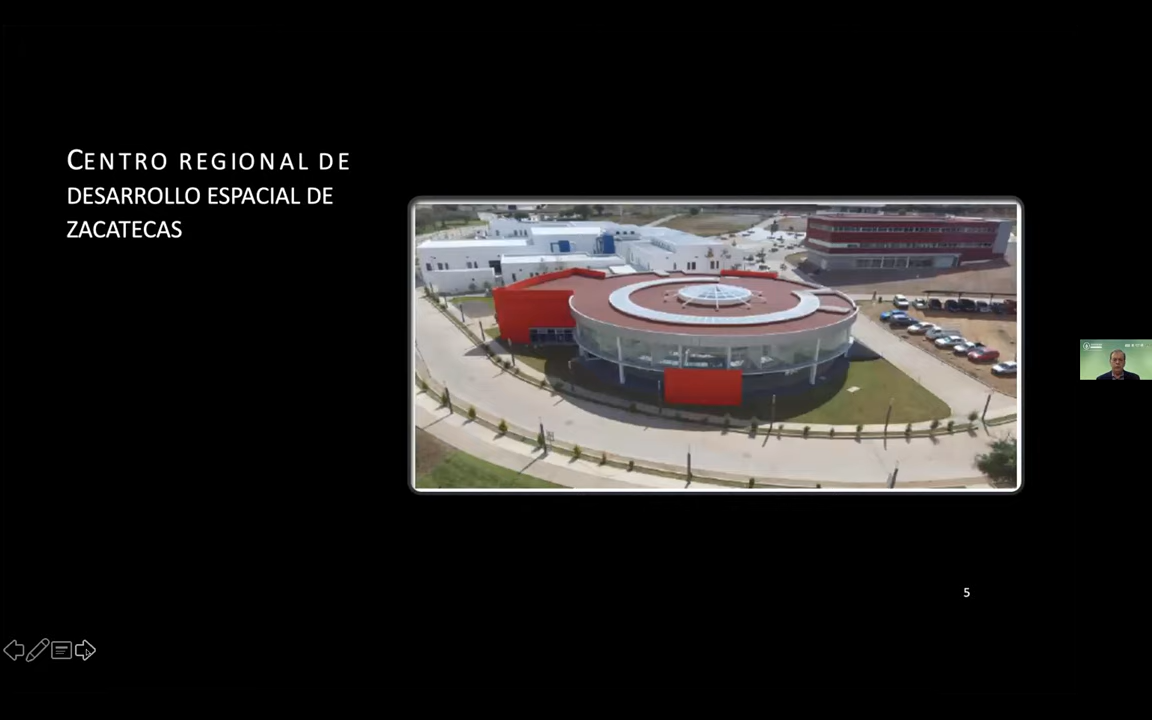 CENTRO REGIONAL DE
DESARROLLO ESPACIAL DE
ZACATECAS
5